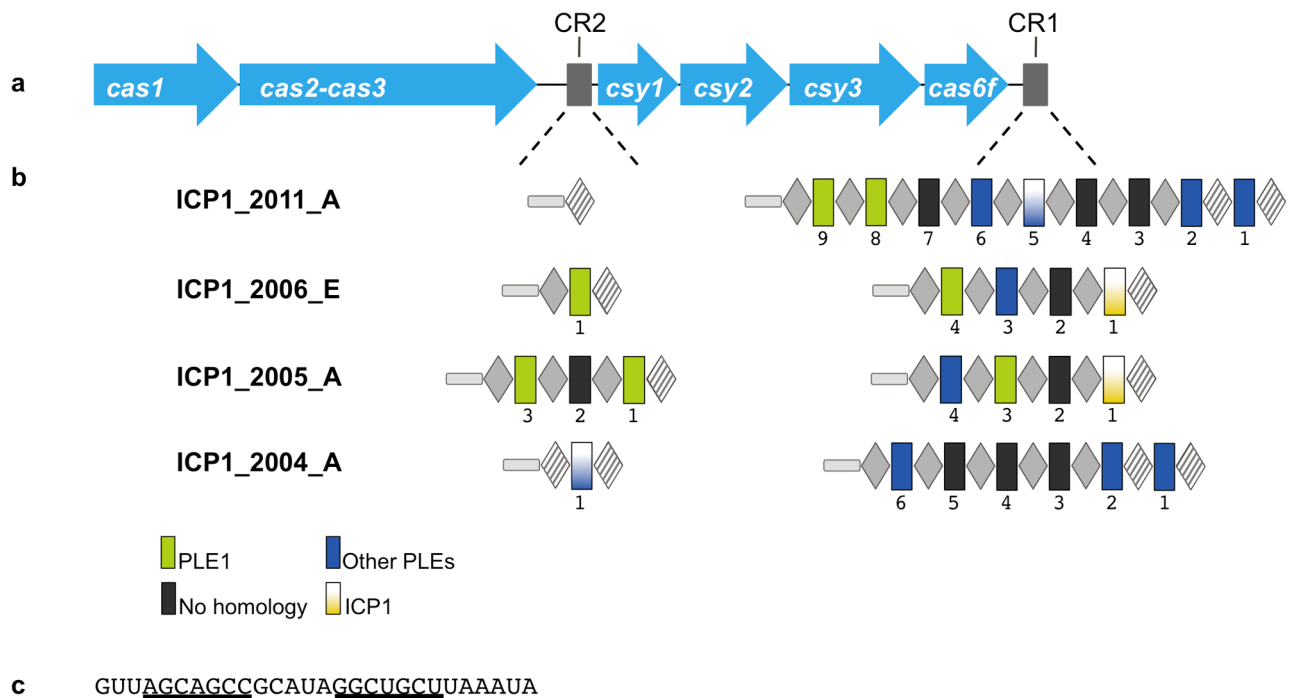 CR2 CR1
a cas1 cas2-cas3 csy1 csy2 csy3 cas6f
b
ICP1_2011_A
9 8 7 6 5 4 3 2 1
ICP1_2006_E
1 4 3 2 1
ICP1_2005_A
3 2 1 4 3 2 1
ICP1_2004_A
1 6 5 4 3 2 1
PLE1 Other PLEs
No homology ICP1
c GUUAGCAGCCGCAUAGGCUGCUUAAAUA